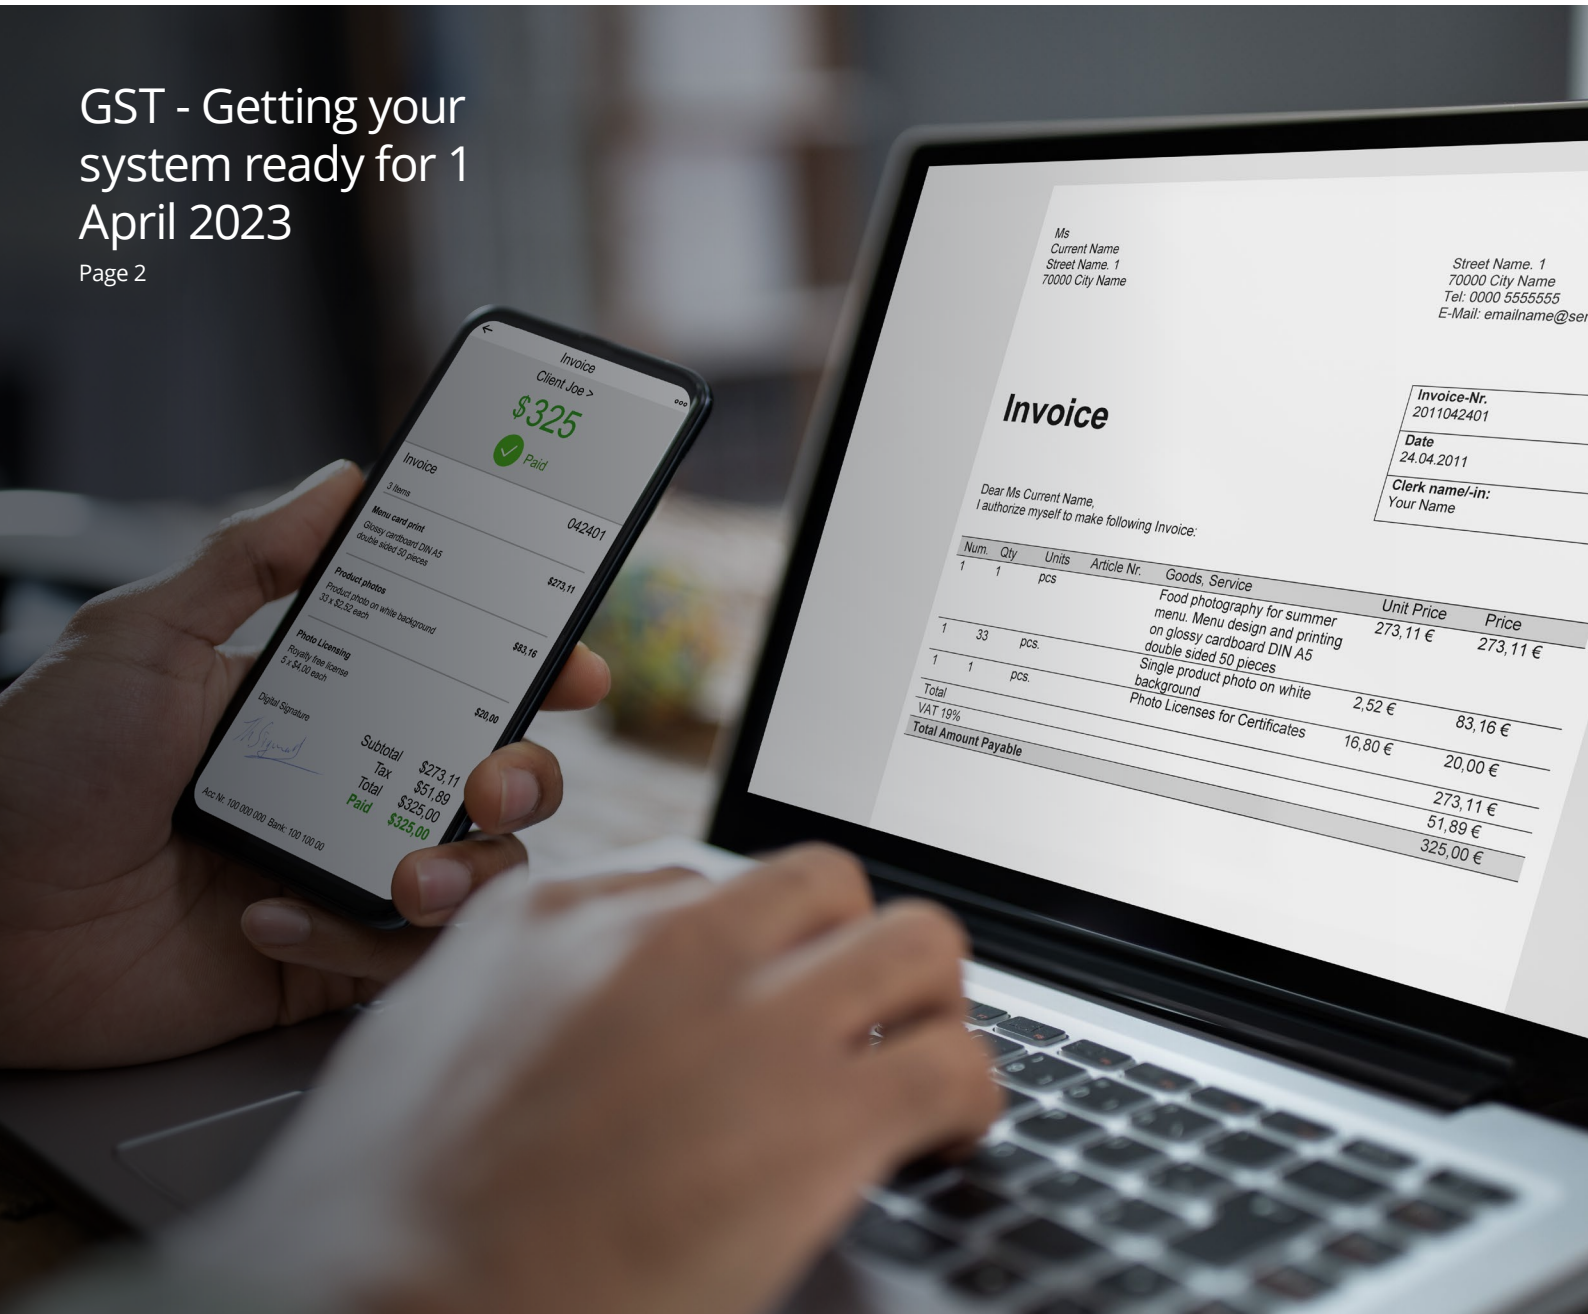 GST - Getting your
system ready for 1
April 2023
Page 2
Invoice
Client Joe >
$325
Paid
Invoice
3 Items
042401
Menu card print
Glossy cardboard DIN A5
double sided 50 pieces
$273,11
Product photos
Product photo on white background
33 x $2,52 each
$83,16
Photo Licensing
Royalty free license
5 x $4,00 each
$20,00
Digital Signature
Subtotal $273,11
Tax $51,89
Total $325,00
Paid $325,00
Acc Nr. 100 000 000 Bank: 100 100 00
Ms
Current Name
Street Name. 1
70000 City Name
Street Name. 1
70000 City Name
Tel: 0000 5555555
E-Mail: emailname@ser
Invoice
Invoice-Nr.
2011042401
Date
24.04.2011
Clerk name/-in:
Your Name
Dear Ms Current Name,
I authorize myself to make following Invoice:
Num. Qty Units Article Nr. Goods, Service Unit Price Price
1 1 pcs Food photography for summer 273,11 € 273,11 €
menu. Menu design and printing
on glossy cardboard DIN A5
double sided 50 pieces
1 33 pcs. Single product photo on white 2,52 € 83,16 €
background
1 1 pcs. Photo Licenses for Certificates 16,80 € 20,00 €
Total 273,11 €
VAT 19% 51,89 €
Total Amount Payable 325,00 €